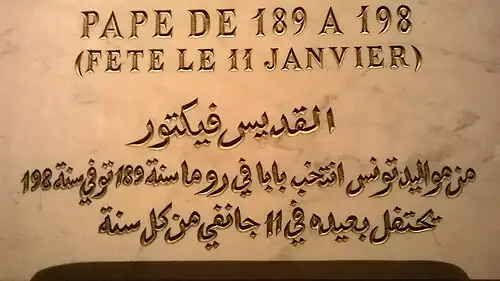 PAPE DE 189 A 198
(FETE LE 11 JANVIER)
القديس فيكتور
من مواليد تونس انتخب بابا في روما سنة 189 توفي سنة 198
يحتفل بعيده في 11 جانفي من كل سنة